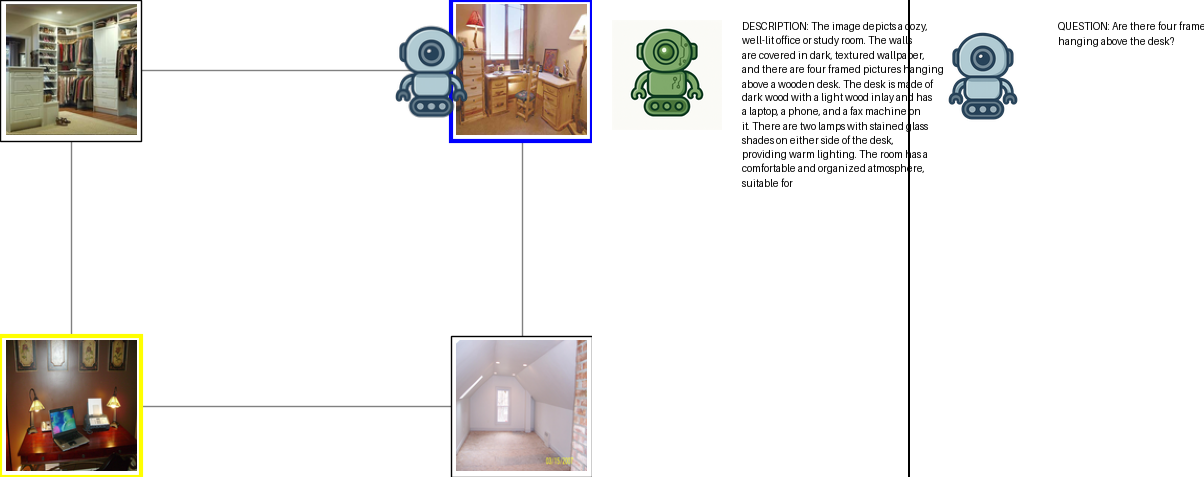 DESCRIPTION: The image depicts a cozy,
well-lit office or study room. The walls
are covered in dark, textured wallpaper,
and there are four framed pictures hanging
above a wooden desk. The desk is made of
dark wood with a light wood inlay and has
a laptop, a phone, and a fax machine on
it. There are two lamps with stained glass
shades on either side of the desk,
providing warm lighting. The room has a
comfortable and organized atmosphere,
suitable for
QUESTION: Are there four frame
hanging above the desk?